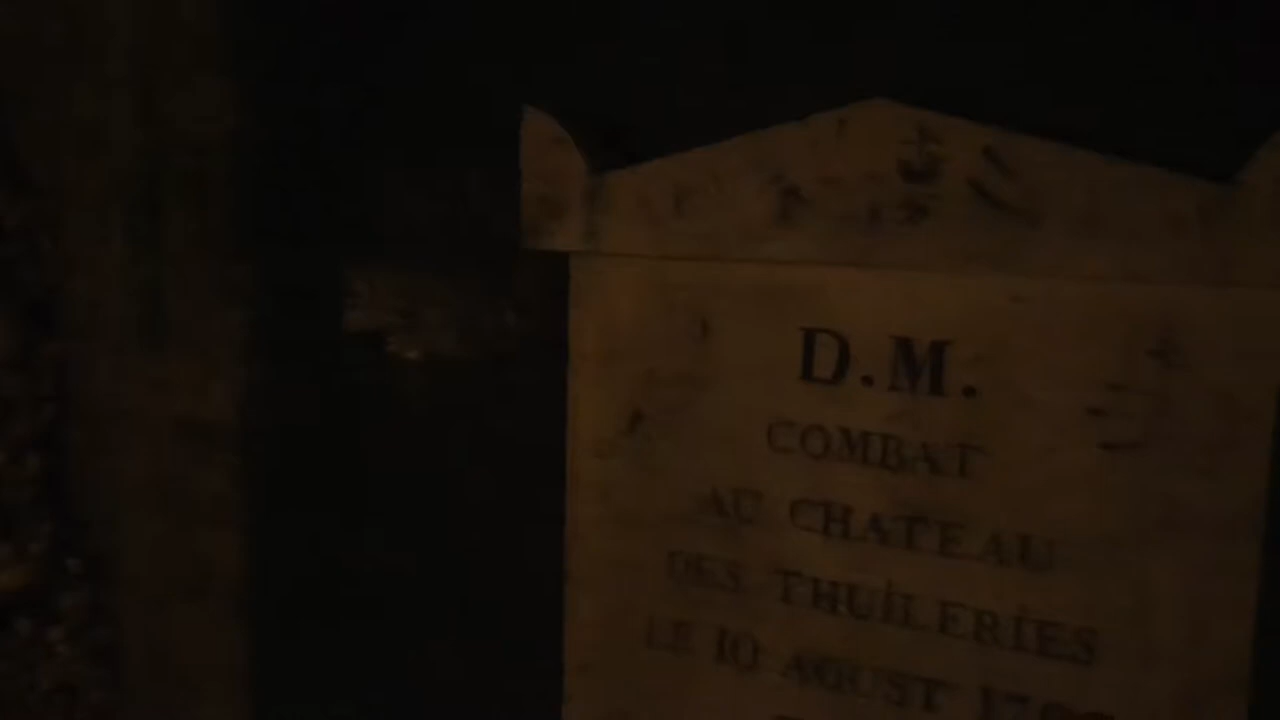 D.M.
COMBAT
AU CHATEAU
DES THUILERIES
LE 10 AOUST